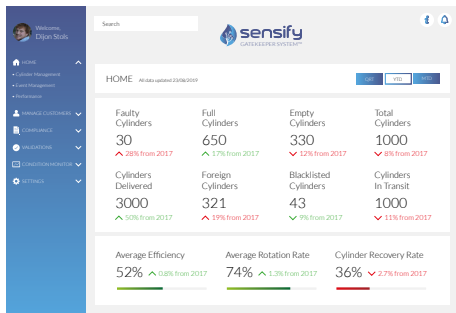 Welcome,
Dijon Stols
Search
sensify
GATEKEEPER SYSTEM™
HOME
• Cylinder Management
• Event Management
• Performance
MANAGE CUSTOMERS
COMPLIANCE
VALIDATIONS
CONDITION MONITOR
SETTINGS
HOME All data updated 23/08/2019
YTD
MTD
Faulty Cylinders
30
28% from 2017
Full Cylinders
650
17% from 2017
Empty Cylinders
330
12% from 2017
Total Cylinders
1000
8% from 2017
Cylinders Delivered
3000
50% from 2017
Foreign Cylinders
321
19% from 2017
Blacklisted Cylinders
43
9% from 2017
Cylinders In Transit
1000
11% from 2017
Average Efficiency
52% 0.8% from 2017
Average Rotation Rate
74% 1.3% from 2017
Cylinder Recovery Rate
36% 2.7% from 2017